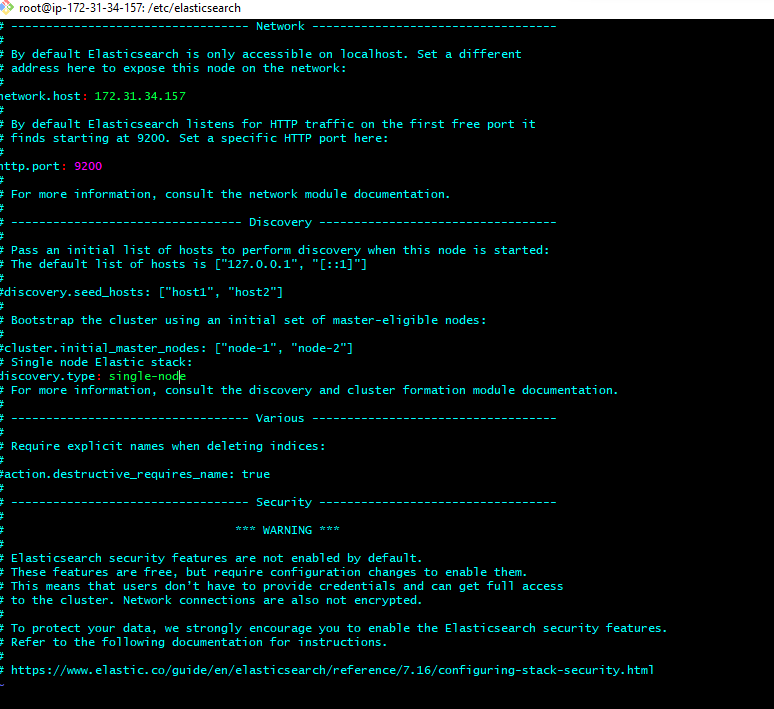 root@ip-172-31-34-157: /etc/elasticsearch
# ---------------------------------- Network -----------------------------------
#
# By default Elasticsearch is only accessible on localhost. Set a different
# address here to expose this node on the network:
#
network.host: 172.31.34.157
#
# By default Elasticsearch listens for HTTP traffic on the first free port it
# finds starting at 9200. Set a specific HTTP port here:
#
http.port: 9200
#
# For more information, consult the network module documentation.
#
# --------------------------------- Discovery ----------------------------------
#
# Pass an initial list of hosts to perform discovery when this node is started:
# The default list of hosts is ["127.0.0.1", "[::1]"]
#
#discovery.seed_hosts: ["host1", "host2"]
#
# Bootstrap the cluster using an initial set of master-eligible nodes:
#
#cluster.initial_master_nodes: ["node-1", "node-2"]
# Single node Elastic stack:
discovery.type: single-node
# For more information, consult the discovery and cluster formation module documentation.
#
# ---------------------------------- Various -----------------------------------
#
# Require explicit names when deleting indices:
#
#action.destructive_requires_name: true
#
# ---------------------------------- Security ----------------------------------
#
#                                 *** WARNING ***
#
# Elasticsearch security features are not enabled by default.
# These features are free, but require configuration changes to enable them.
# This means that users don't have to provide credentials and can get full access
# to the cluster. Network connections are also not encrypted.
#
# To protect your data, we strongly encourage you to enable the Elasticsearch security features.
# Refer to the following documentation for instructions.
#
# https://www.elastic.co/guide/en/elasticsearch/reference/7.16/configuring-stack-security.html
~